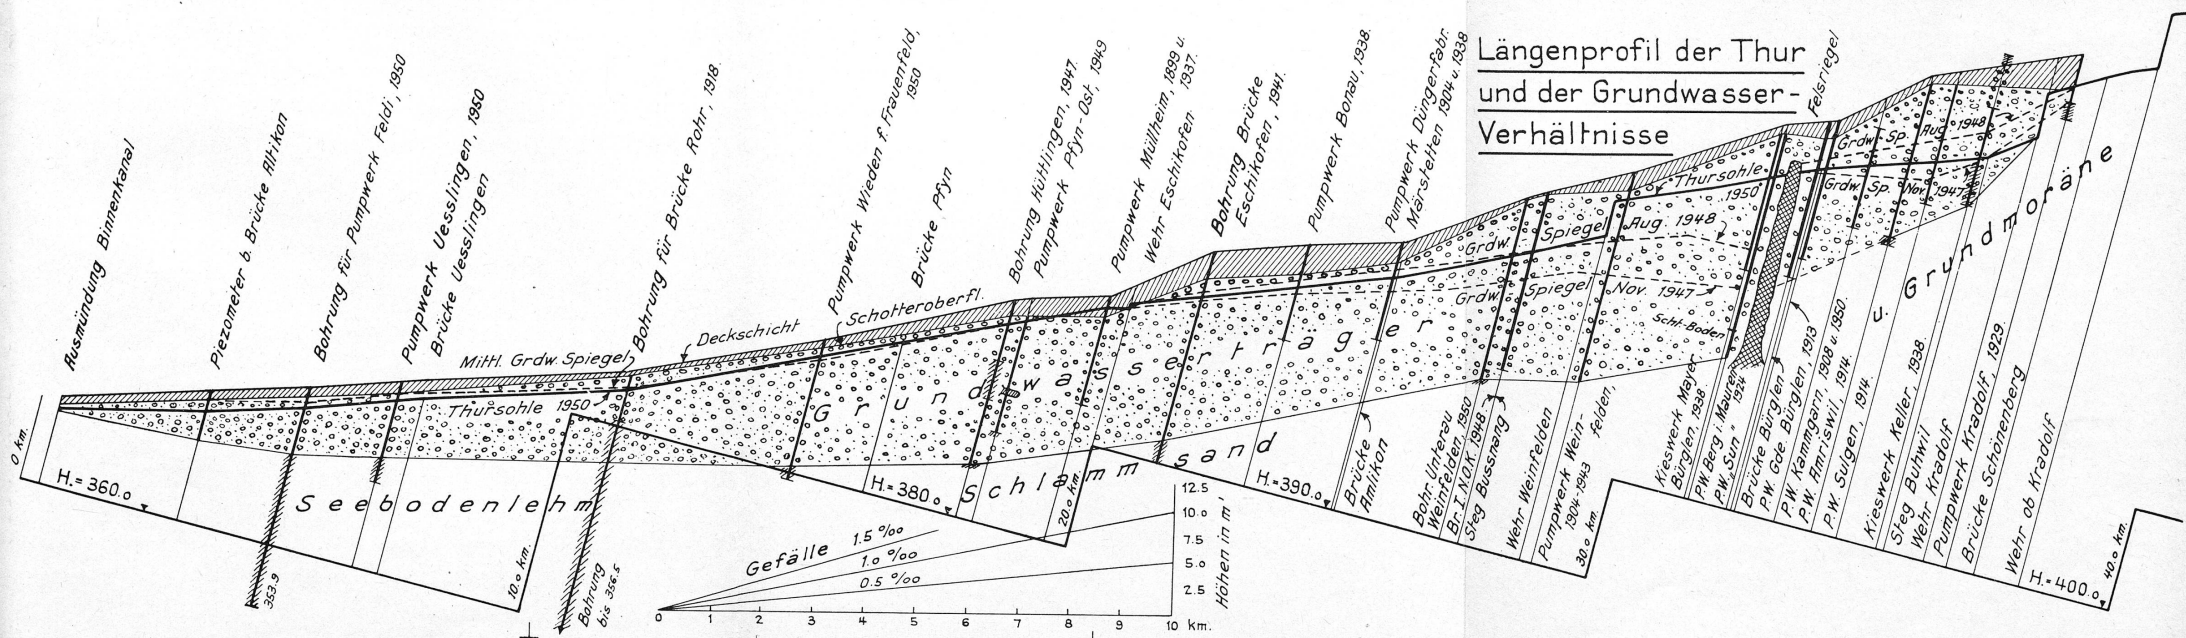 Längenprofil der Thur
und der Grundwasser-
Verhältnisse
Ausmündung Binnenkanal
Piezometer b. Brücke Altikon
Bohrung für Pumpwerk Feldi, 1950
Pumpwerk Uesslingen, 1950
Brücke Uesslingen
Bohrung für Brücke Rohr, 1918.
Pumpwerk Wieden f. Frauenfeld,
1950
Brücke Pfyn
Bohrung Hüttlingen, 1947.
Pumpwerk Pfyn-Ost, 1949
Pumpwerk Müllheim, 1899 u.
1937.
Wehr Eschikofen
Bohrung Brücke
Eschikofen, 1941.
Pumpwerk Bonau, 1938.
Pumpwerk Düngerfabr.
Märstetten 1904 u. 1938
Felsriegel
Mittl. Grdw. Spiegel
Deckschicht
Schotteroberfl.
Thursohle 1950
Grundwasserträger
Grdw. Spiegel Aug. 1948
Grdw. Spiegel Nov. 1947
Thursohle
1950
Schl.-Boden
Grdw. Sp. Aug. 1948
Grdw. Sp. Nov. 1947
Seebodenlehm
Schlammsand
u. Grundmoräne
0 km.
H.=360.0
353.9
10.0 km.
Bohrung
bis 356.5
H.=380.0
20.0 km.
H.=390.0
Brücke
Amlikon
Bohr. Unterau
Weinfelden, 1950
Br. I. N.O.K. 1948
Steg Bussnang
Wehr Weinfelden
Pumpwerk Wein-
felden,
1904-1943
30.0 km.
Kieswerk Mayer
Bürglen, 1938
P.W. Berg i. Mauren
P.W. „Sun" 1924
Brücke Bürglen
P.W. Gde. Bürglen, 1913
P.W. Kammgarn, 1908 u. 1950.
P.W. Amriswil, 1914.
P.W. Sulgen, 1914.
Kieswerk Keller 1938
Steg Buhwil
Wehr Kradolf
Pumpwerk Kradolf, 1929.
Brücke Schönenberg
Wehr ob Kradolf
H.=400.0
40.0 km.
Gefälle
1.5 ‰
1.0 ‰
0.5 ‰
12.5
10.0
7.5
5.0
2.5
Höhen in m'
0 1 2 3 4 5 6 7 8 9 10 km.